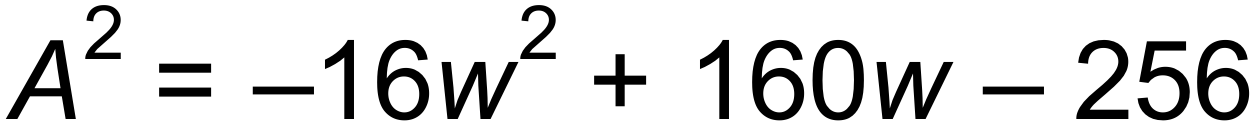 A² = –16w² + 160w – 256